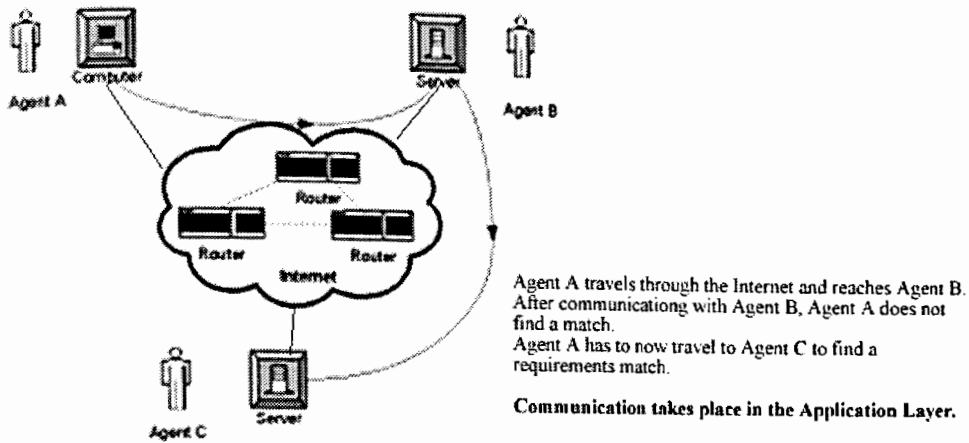 Computer
Server
Agent A
Agent B
Router
Router
Router
Internet
Agent A travels through the Internet and reaches Agent B.
After communicationg with Agent B, Agent A does not
find a match.
Agent A has to now travel to Agent C to find a
requirements match.
Communication takes place in the Application Layer.
Server
Agent C